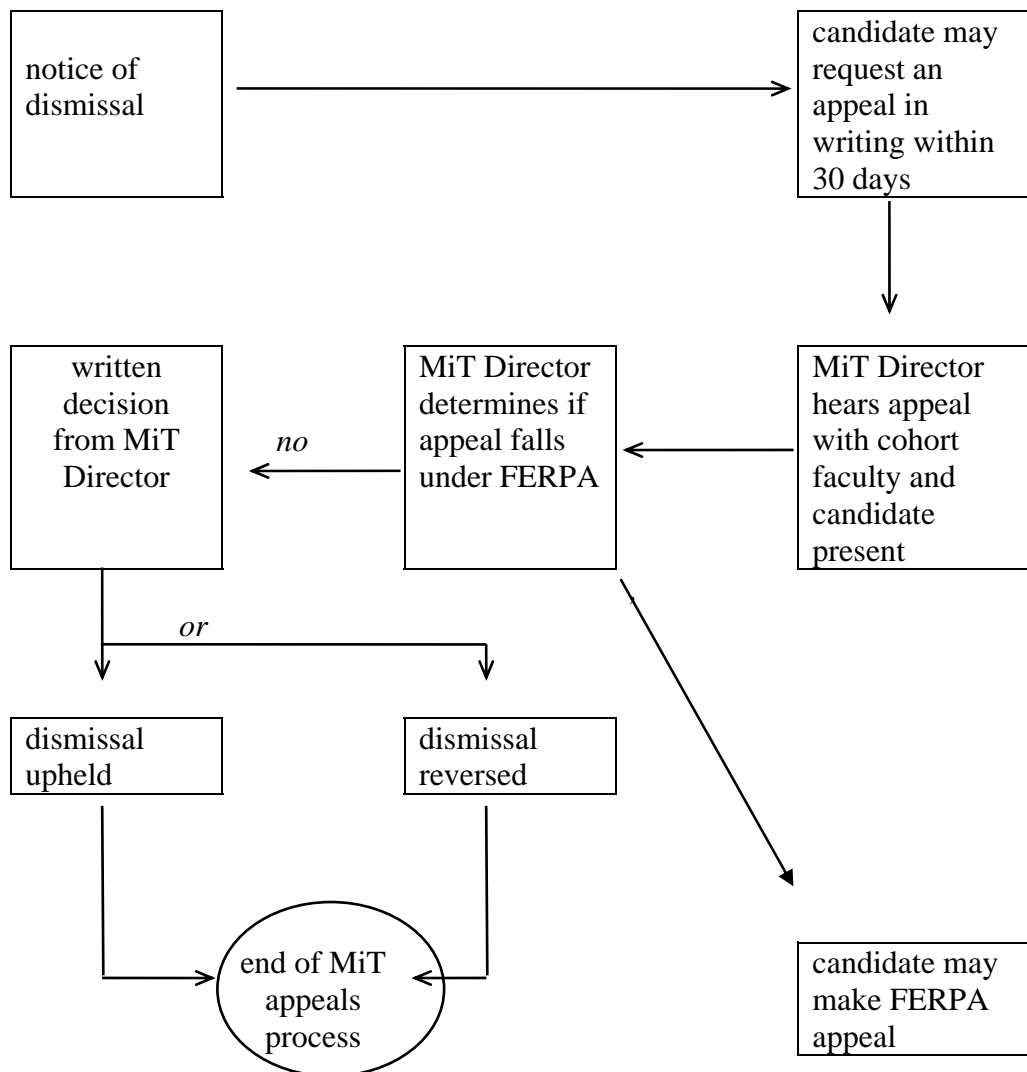 notice of
dismissal
candidate may
request an
appeal in
writing within
30 days
written
decision
from MiT
Director
no
MiT Director
determines if
appeal falls
under FERPA
MiT Director
hears appeal
with cohort
faculty and
candidate
present
or
dismissal
upheld
dismissal
reversed
end of MiT
appeals
process
candidate may
make FERPA
appeal